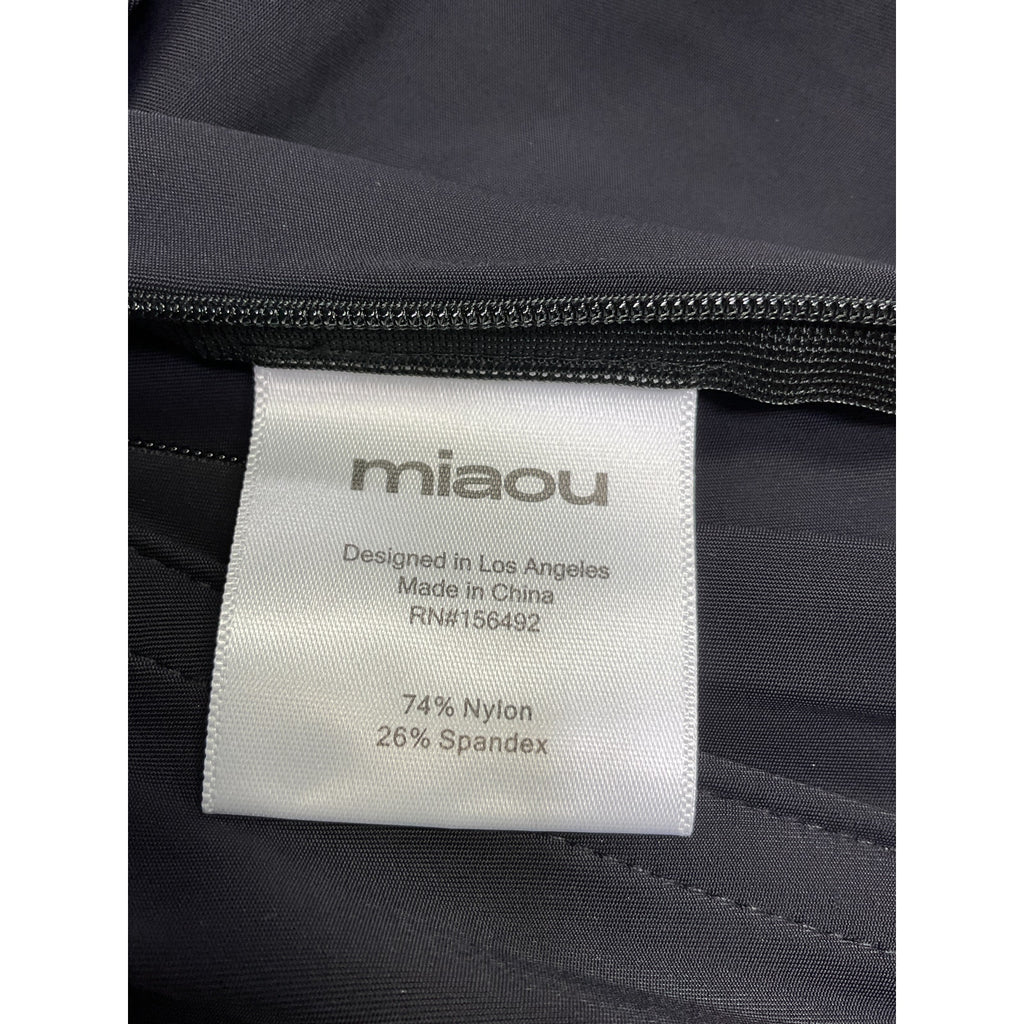 miaou
Designed in Los Angeles
Made in China
RN#156492
74% Nylon
26% Spandex